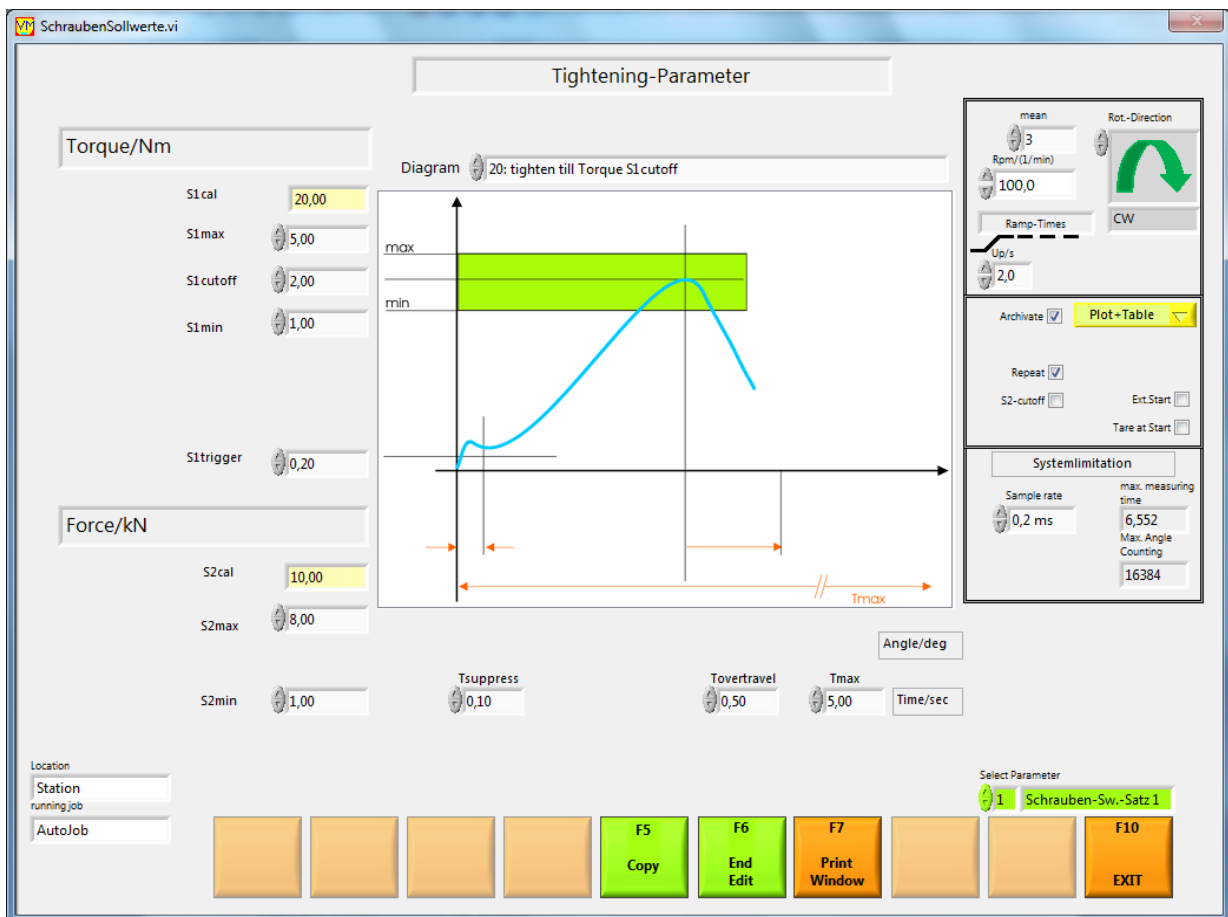 VM SchraubenSollwerte.vi
x
Tightening-Parameter
Torque/Nm
S1cal 20,00
S1max 5,00
S1cutoff 2,00
S1min 1,00
S1trigger 0,20
Force/kN
S2cal 10,00
S2max 8,00
S2min 1,00
Diagram 20: tighten till Torque S1cutoff
max
min
Tmax
Angle/deg
Tsuppress
0,10
Tovertravel
0,50
Tmax
5,00
Time/sec
mean
3
Rpm/(1/min)
100,0
Rot.-Direction
CW
Ramp-Times
Up/s
2,0
Archivate Plot+Table
Repeat
S2-cutoff
Ext.Start
Tare at Start
Systemlimitation
Sample rate
0,2 ms
max. measuring
time
6,552
Max. Angle
Counting
16384
Location
Station
running job
AutoJob
Select Parameter
1 Schrauben-Sw.-Satz 1
F5
Copy
F6
End
Edit
F7
Print
Window
F10
EXIT